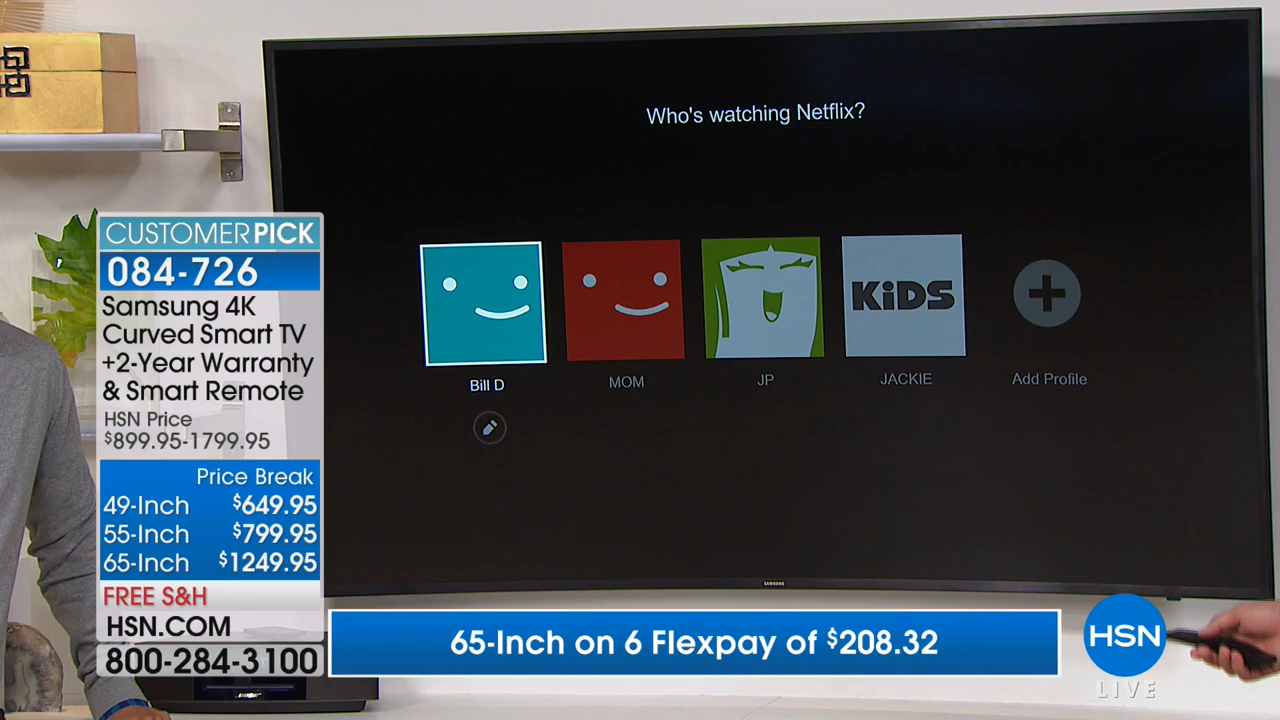 Who's watching Netflix?
KiDS
Bill D
MOM
JP
JACKIE
Add Profile
SAMSUNG
CUSTOMER PICK
084-726
Samsung 4K
Curved Smart TV
+2-Year Warranty
& Smart Remote
HSN Price
$899.95-1799.95
Price Break
49-Inch $649.95
55-Inch $799.95
65-Inch $1249.95
FREE S&H
HSN.COM
800-284-3100
65-Inch on 6 Flexpay of $208.32
HSN
LIVE